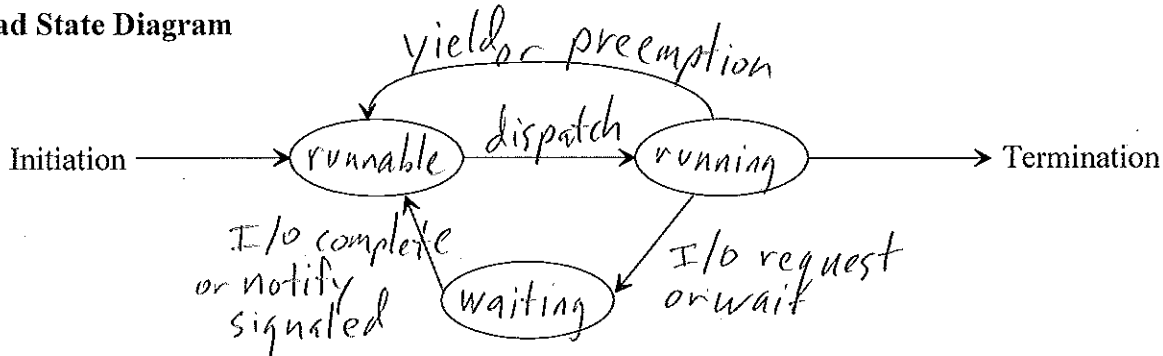 ad State Diagram
yield or preemption
Initiation
runnable
dispatch
running
Termination
I/O complete
or notify
signaled
waiting
I/O request
or wait